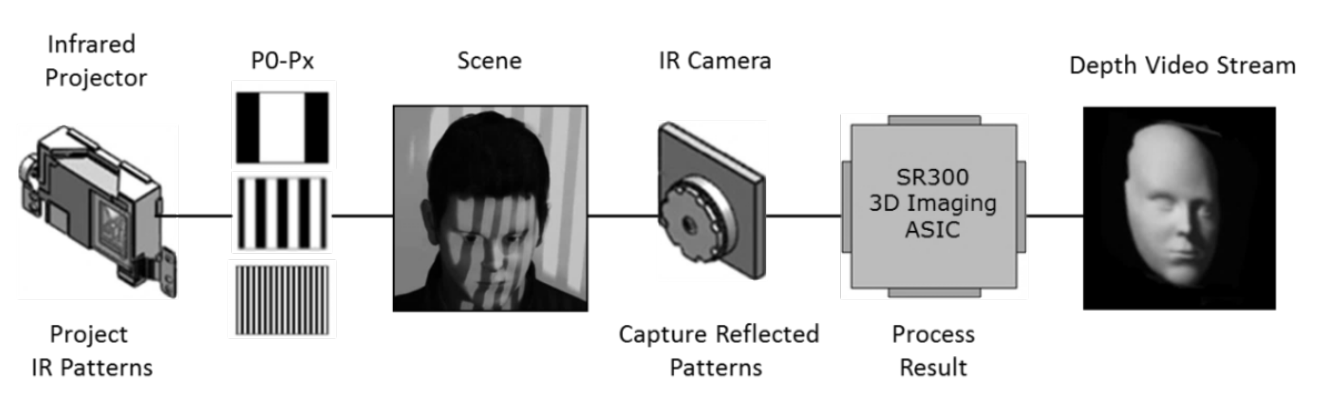 Infrared
Projector
P0-Px
Scene
IR Camera
Depth Video Stream
SR300
3D Imaging
ASIC
Project
IR Patterns
Capture Reflected
Patterns
Process
Result